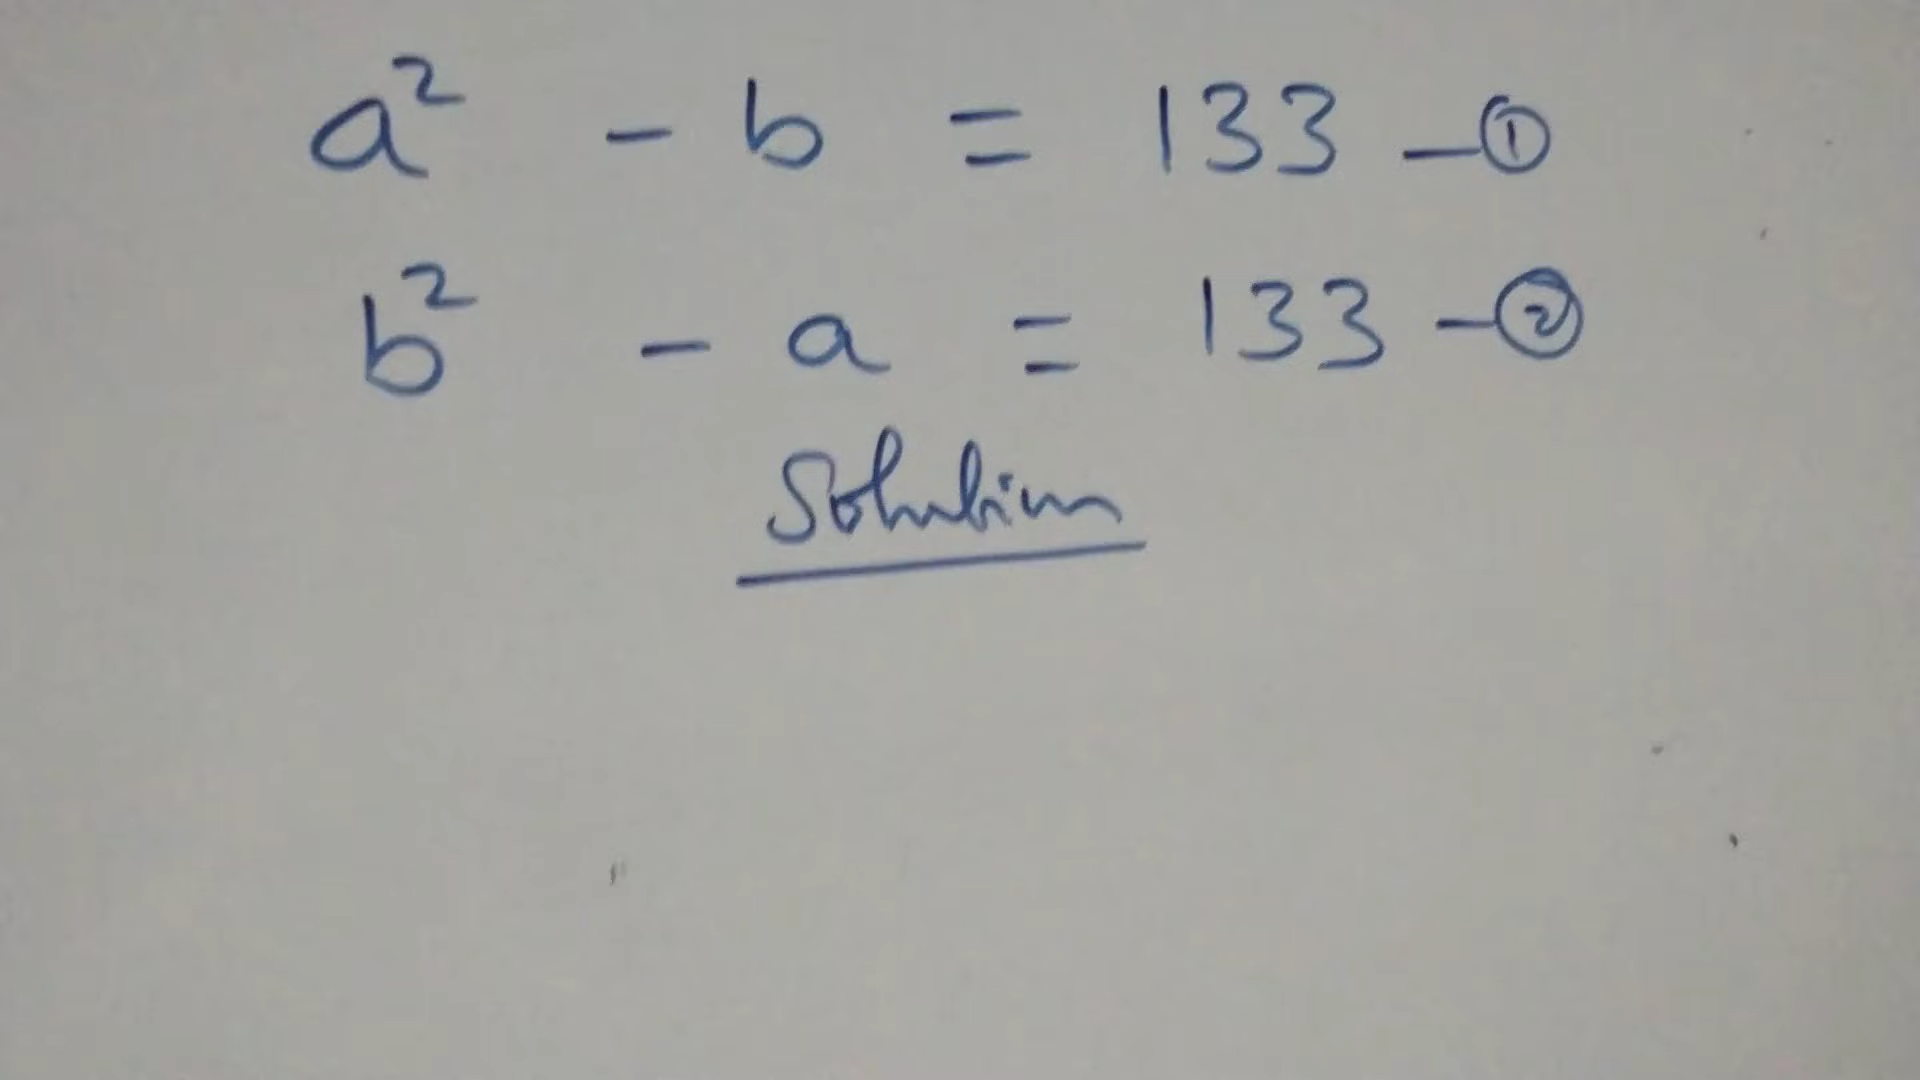 a² - b = 133 —①
b² - a = 133 —②
Solution